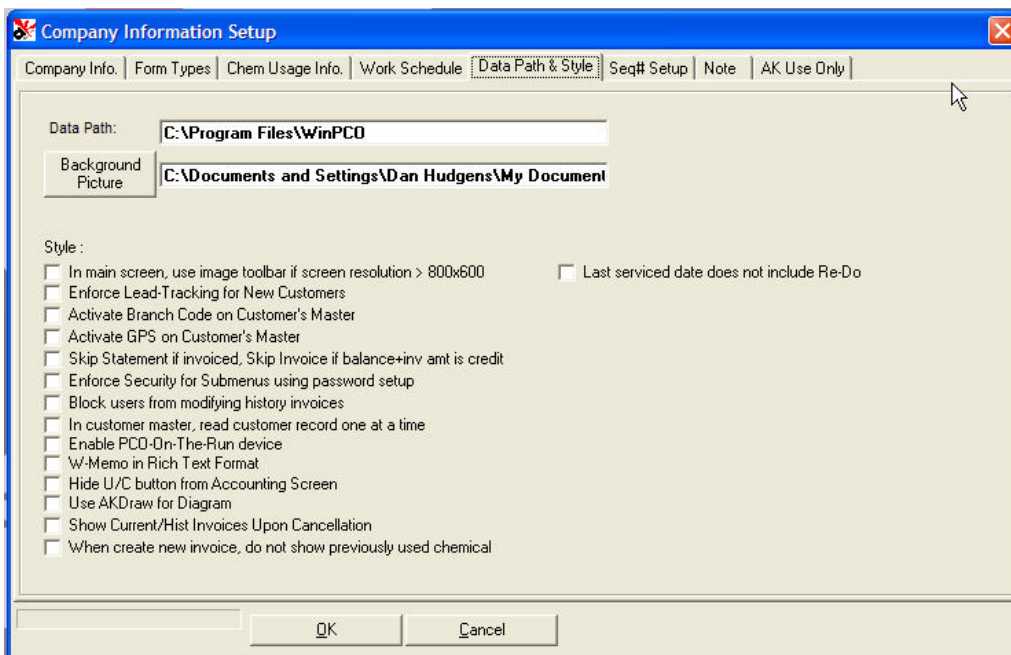 Company Information Setup
Company Info. Form Types Chem Usage Info. Work Schedule Data Path & Style Seq# Setup Note AK Use Only
Data Path: C:\Program Files\WinPCO
Background Picture C:\Documents and Settings\Dan Hudgens\My Document
Style :
In main screen, use image toolbar if screen resolution > 800x600 Last serviced date does not include Re-Do
Enforce Lead-Tracking for New Customers
Activate Branch Code on Customer's Master
Activate GPS on Customer's Master
Skip Statement if invoiced, Skip Invoice if balance+inv amt is credit
Enforce Security for Submenus using password setup
Block users from modifying history invoices
In customer master, read customer record one at a time
Enable PCO-On-The-Run device
W-Memo in Rich Text Format
Hide U/C button from Accounting Screen
Use AKDraw for Diagram
Show Current/Hist Invoices Upon Cancellation
When create new invoice, do not show previously used chemical
OK Cancel